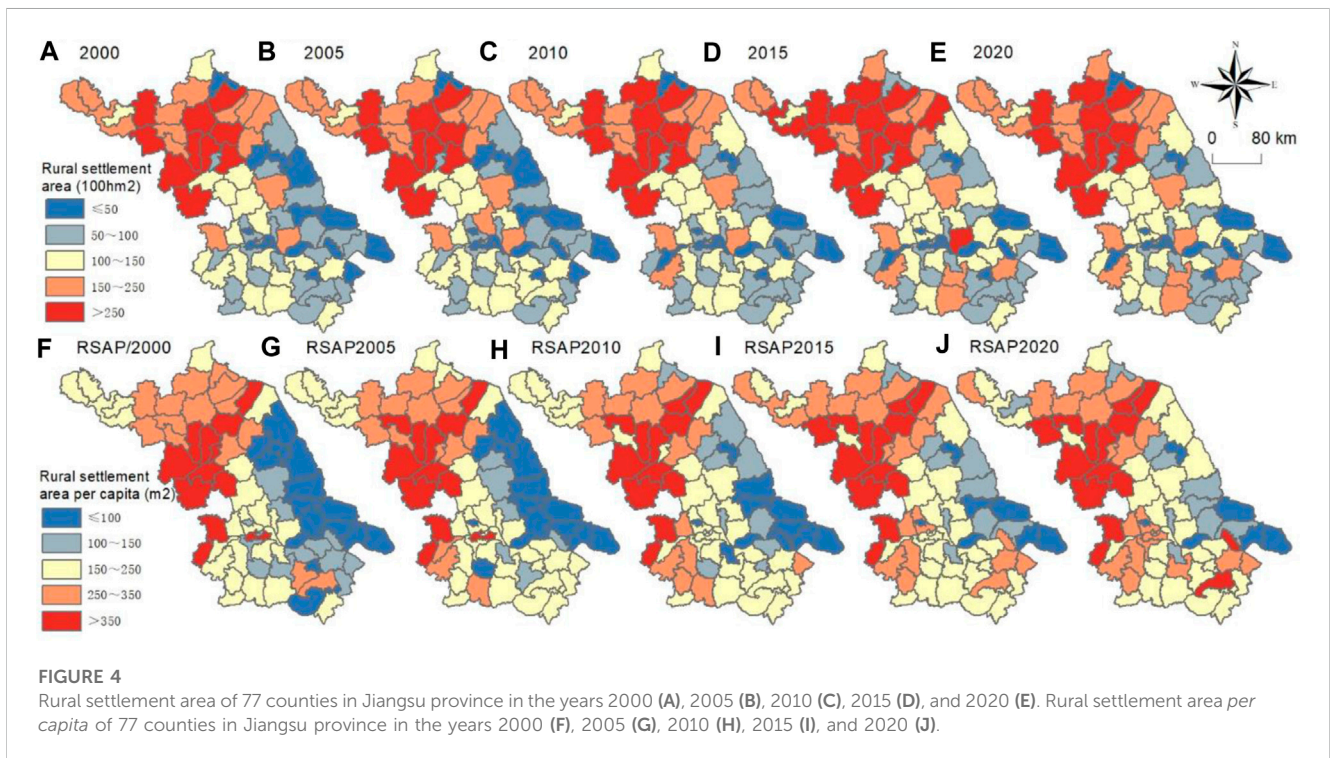 A 2000
B 2005
C 2010
D 2015
E 2020
N
W E
S
0 80 km
Rural settlement
area (100hm2)
≤50
50~100
100~150
150~250
>250
F RSAP/2000
G RSAP2005
H RSAP2010
I RSAP2015
J RSAP2020
Rural settlement
area per capita (m2)
≤100
100~150
150~250
250~350
>350
FIGURE 4
Rural settlement area of 77 counties in Jiangsu province in the years 2000 (A), 2005 (B), 2010 (C), 2015 (D), and 2020 (E). Rural settlement area per
capita of 77 counties in Jiangsu province in the years 2000 (F), 2005 (G), 2010 (H), 2015 (I), and 2020 (J).